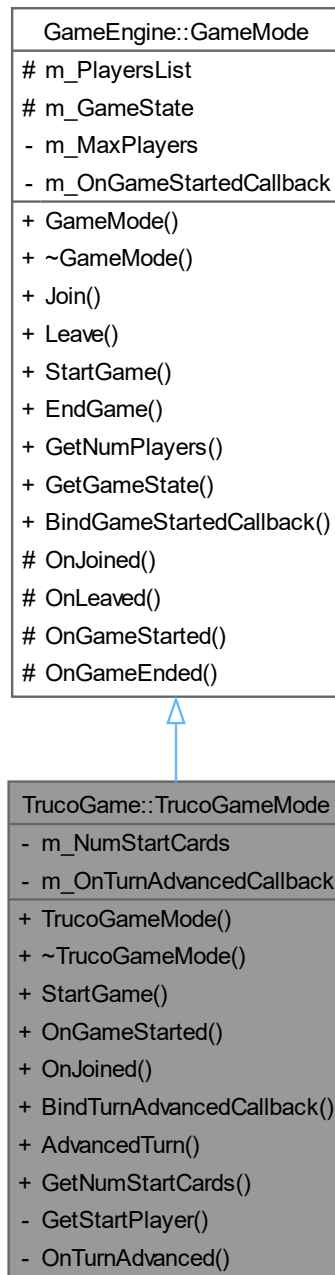 GameEngine::GameMode
# m_PlayersList
# m_GameState
- m_MaxPlayers
- m_OnGameStartedCallback
+ GameMode()
+ ~GameMode()
+ Join()
+ Leave()
+ StartGame()
+ EndGame()
+ GetNumPlayers()
+ GetGameState()
+ BindGameStartedCallback()
# OnJoined()
# OnLeaved()
# OnGameStarted()
# OnGameEnded()
TrucoGame::TrucoGameMode
- m_NumStartCards
- m_OnTurnAdvancedCallback
+ TrucoGameMode()
+ ~TrucoGameMode()
+ StartGame()
+ OnGameStarted()
+ OnJoined()
+ BindTurnAdvancedCallback()
+ AdvancedTurn()
+ GetNumStartCards()
- GetStartPlayer()
- OnTurnAdvanced()